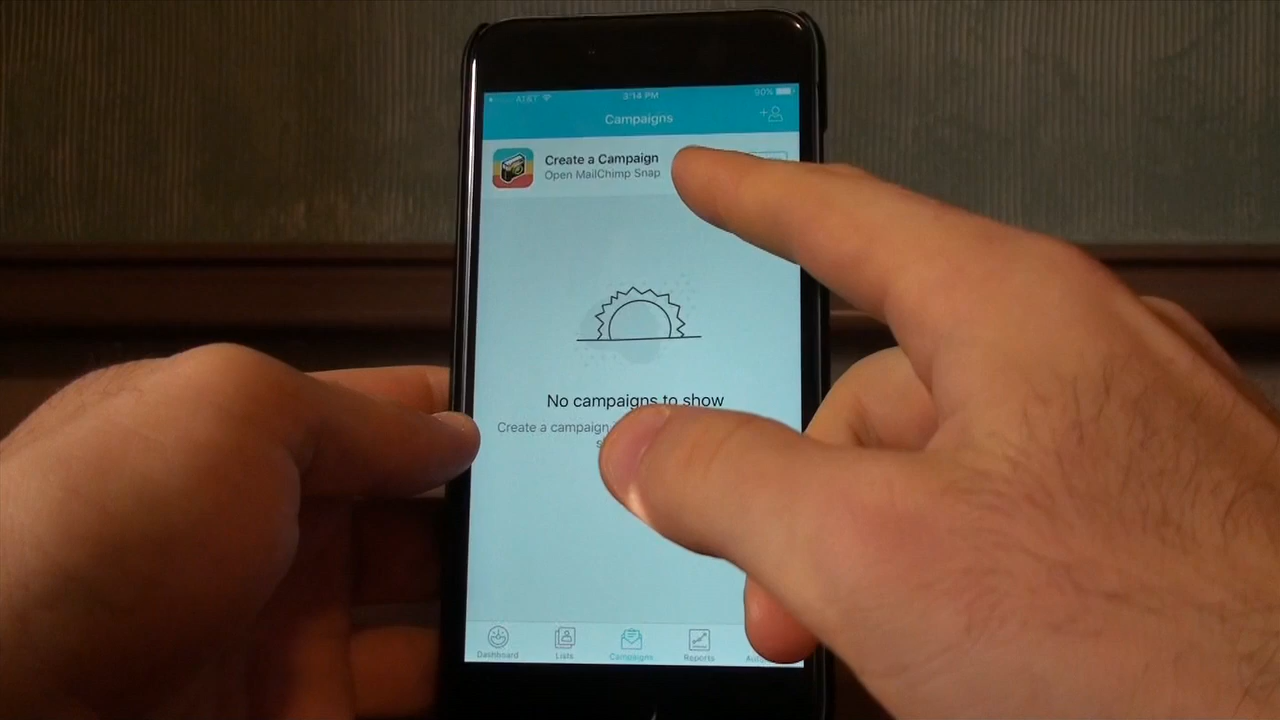 AT&T
3:14 PM
90%
Campaigns
Create a Campaign
Open MailChimp Snap
No campaigns to show
Create a campaign
Dashboard
Lists
Campaigns
Reports